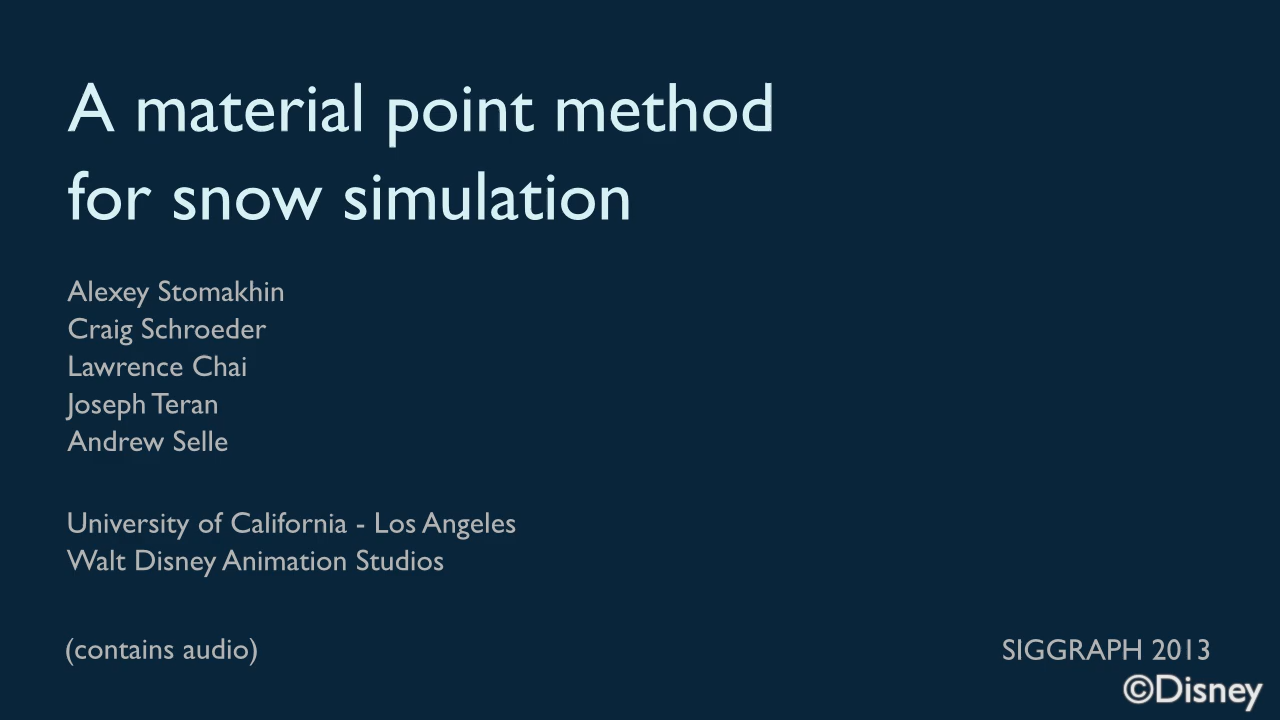 A material point method
for snow simulation
Alexey Stomakhin
Craig Schroeder
Lawrence Chai
Joseph Teran
Andrew Selle
University of California - Los Angeles
Walt Disney Animation Studios
(contains audio)
SIGGRAPH 2013
©Disney